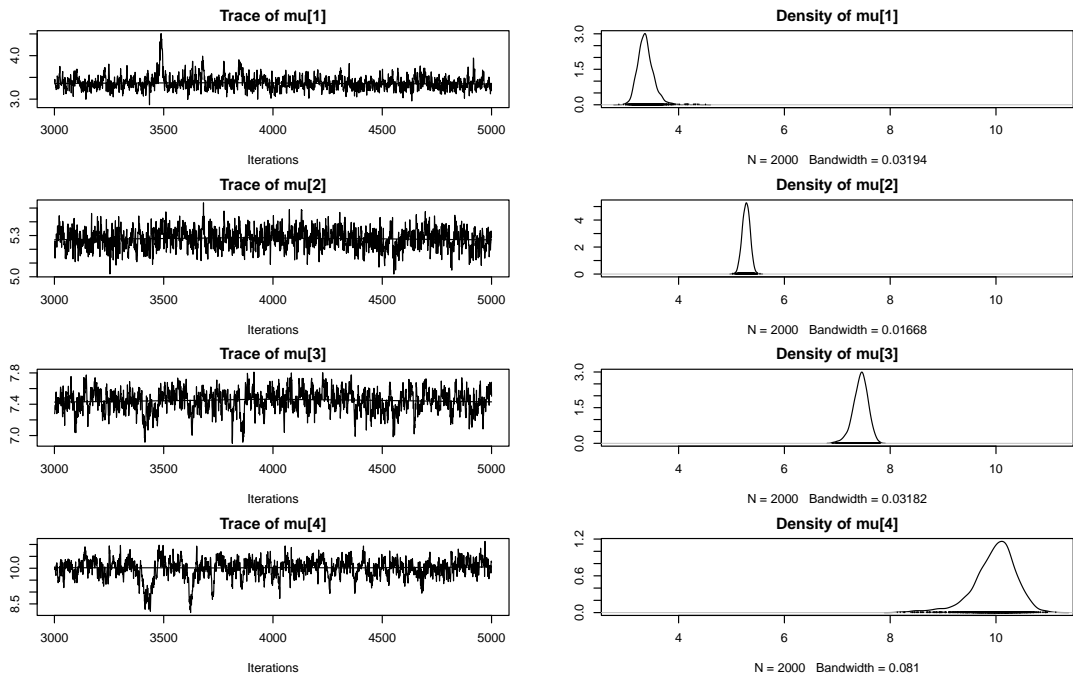 Trace of mu[1]
4.0
3.0
3000 3500 4000 4500 5000
Iterations
Density of mu[1]
3.0
1.5
0.0
4 6 8 10
N = 2000 Bandwidth = 0.03194
Trace of mu[2]
5.3
5.0
3000 3500 4000 4500 5000
Iterations
Density of mu[2]
4
2
0
4 6 8 10
N = 2000 Bandwidth = 0.01668
Trace of mu[3]
7.8
7.4
7.0
3000 3500 4000 4500 5000
Iterations
Density of mu[3]
3.0
1.5
0.0
4 6 8 10
N = 2000 Bandwidth = 0.03182
Trace of mu[4]
10.0
8.5
3000 3500 4000 4500 5000
Iterations
Density of mu[4]
1.2
0.6
0.0
4 6 8 10
N = 2000 Bandwidth = 0.081